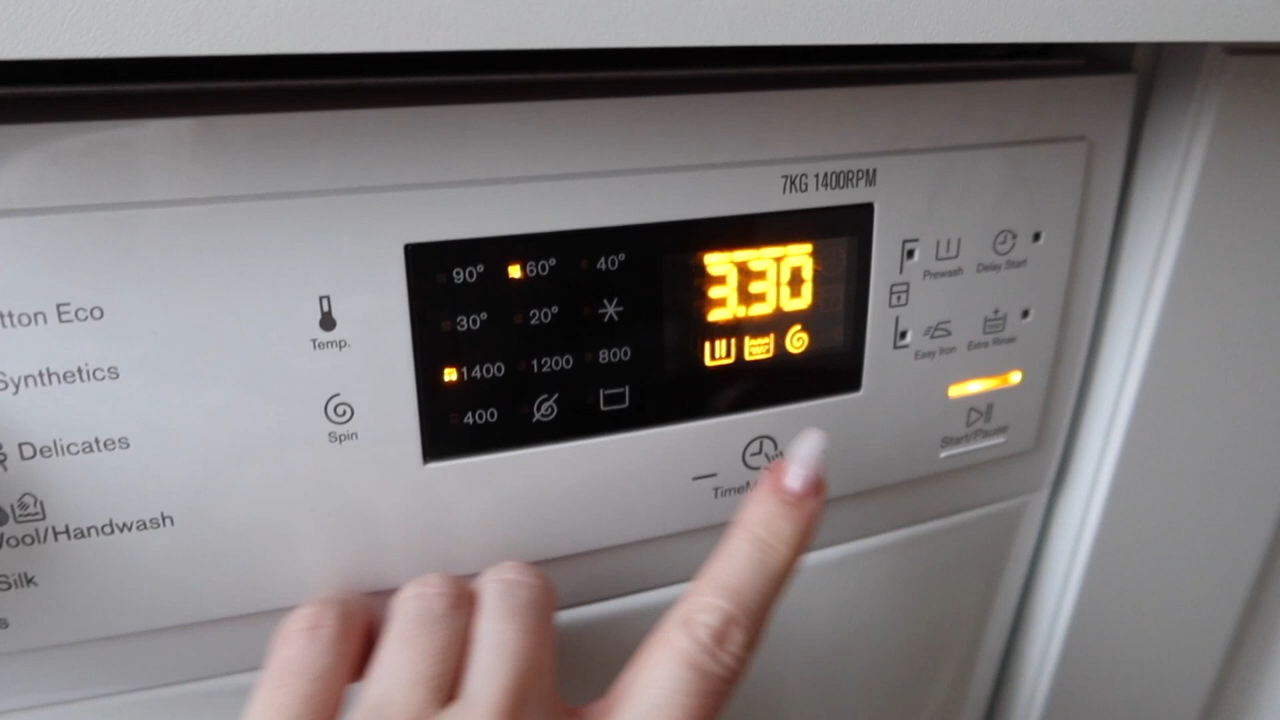 7KG 1400RPM
90° 60° 40°
30° 20°
1400 1200 800
400
3.30
tton Eco
Synthetics
Delicates
ool/Handwash
Silk
s
Temp.
Spin
Prewash
Delay Start
Easy Iron
Extra Rinse
Start/Pause